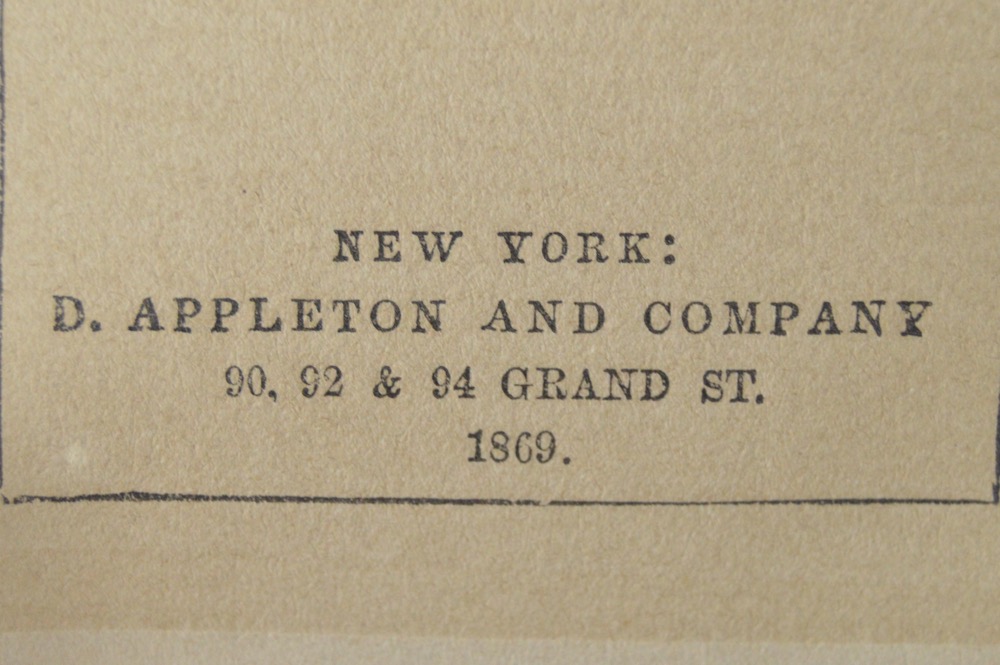 NEW YORK:
D. APPLETON AND COMPANY
90, 92 & 94 GRAND ST.
1869.